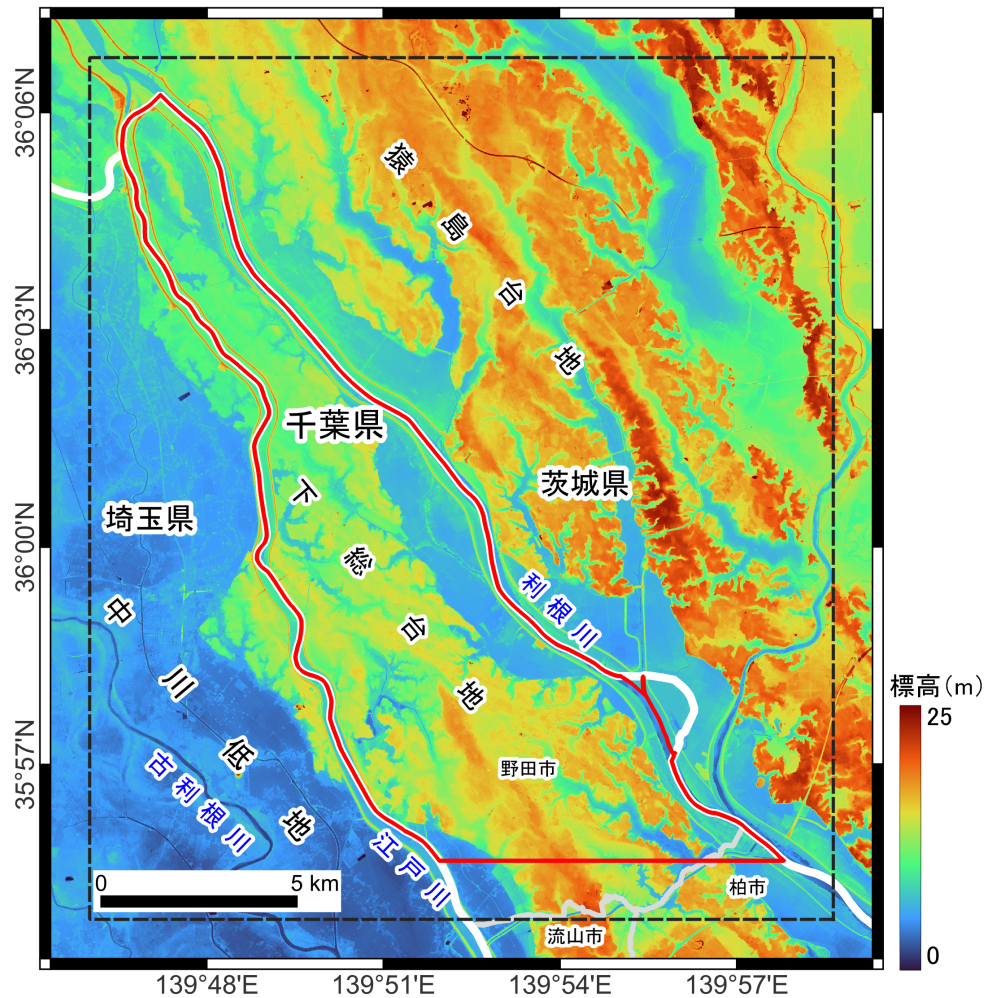 36°06'N
36°03'N
36°00'N
35°57'N
猿島台地
千葉県
茨城県
下総台地
埼玉県
利根川
中川低地
野田市
古利根川
江戸川
柏市
流山市
0 5 km
標高(m)
25
0
139°48'E 139°51'E 139°54'E 139°57'E